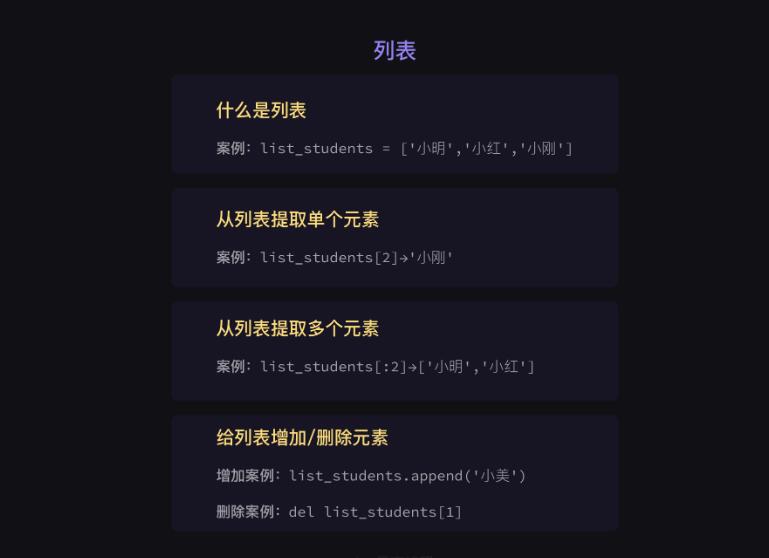 列表
什么是列表
案例：list_students = ['小明','小红','小刚']
从列表提取单个元素
案例：list_students[2]→'小刚'
从列表提取多个元素
案例：list_students[:2]→['小明','小红']
给列表增加/删除元素
增加案例：list_students.append('小美')
删除案例：del list_students[1]